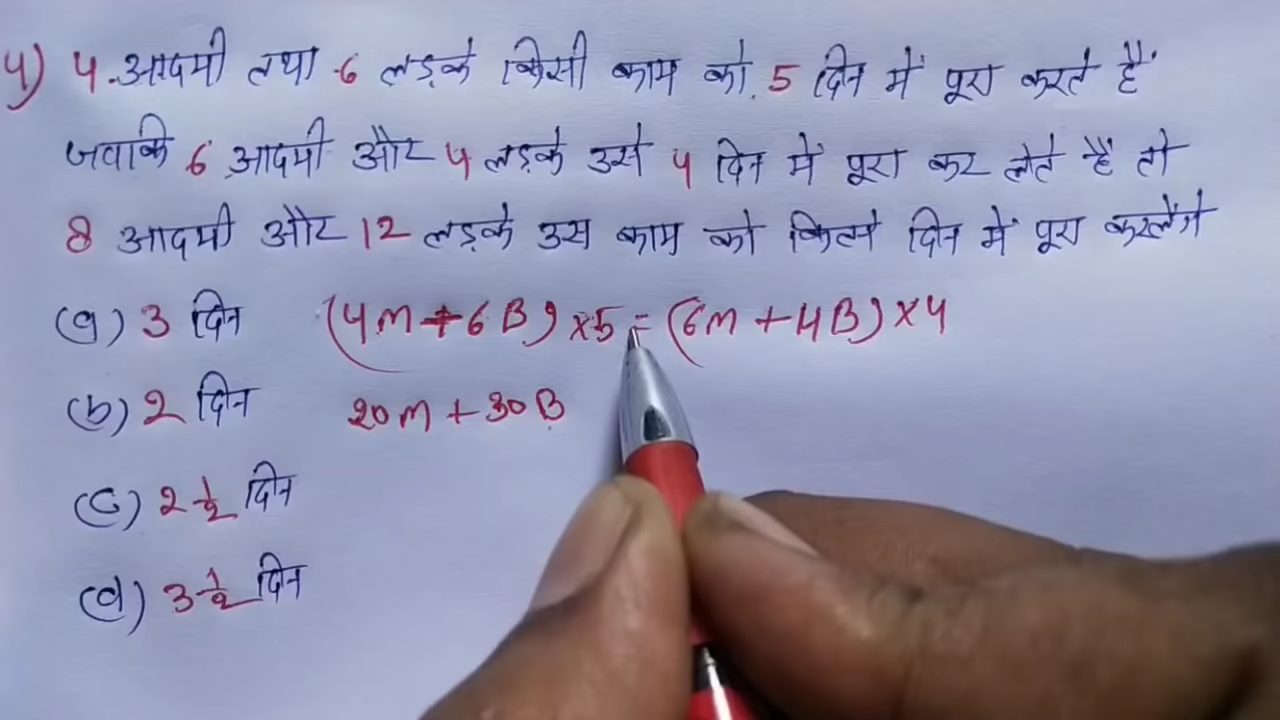 4) 4 आदमी तथा 6 लड़के किसी काम को 5 दिन में पूरा करते हैं
जबकि 6 आदमी और 4 लड़के उसे 4 दिन में पूरा कर लेते हैं तो
8 आदमी और 12 लड़के उस काम को कितने दिन में पूरा करलेंगे
(a) 3 दिन (4M+6B)×5=(6M+4B)×4
(b) 2 दिन 20M+30B
(c) 2 1/2 दिन
(d) 3 1/2 दिन